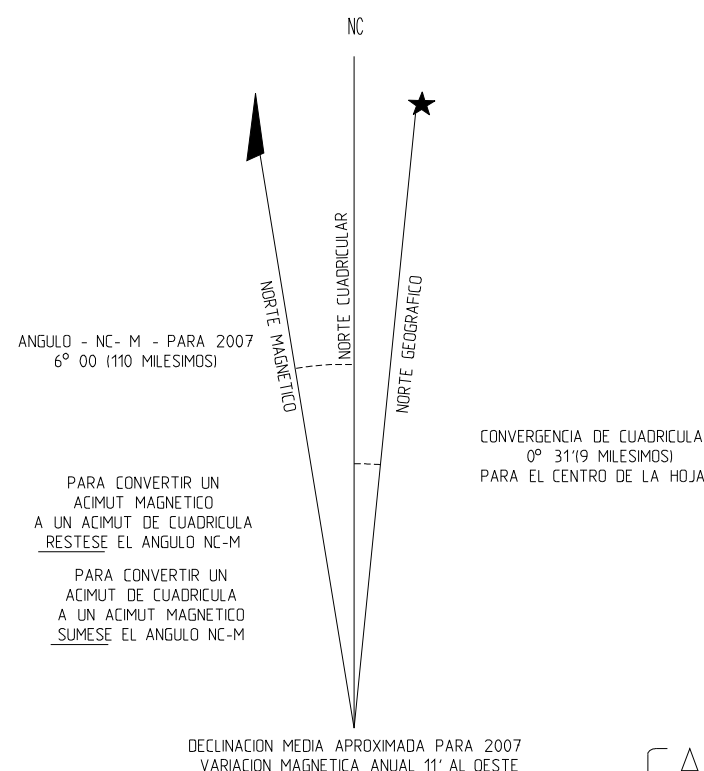 NC
NORTE MAGNETICO
NORTE CUADRICULAR
NORTE GEOGRAFICO
ANGULO - NC- M - PARA 2007
6° 00 (110 MILESIMOS)
CONVERGENCIA DE CUADRICULA
0° 31'(9 MILESIMOS)
PARA EL CENTRO DE LA HOJA
PARA CONVERTIR UN
ACIMUT MAGNETICO
A UN ACIMUT DE CUADRICULA
RESTESE EL ANGULO NC-M
PARA CONVERTIR UN
ACIMUT DE CUADRICULA
A UN ACIMUT MAGNETICO
SUMESE EL ANGULO NC-M
DECLINACION MEDIA APROXIMADA PARA 2007
VARIACION MAGNETICA ANUAL 11' AL OESTE